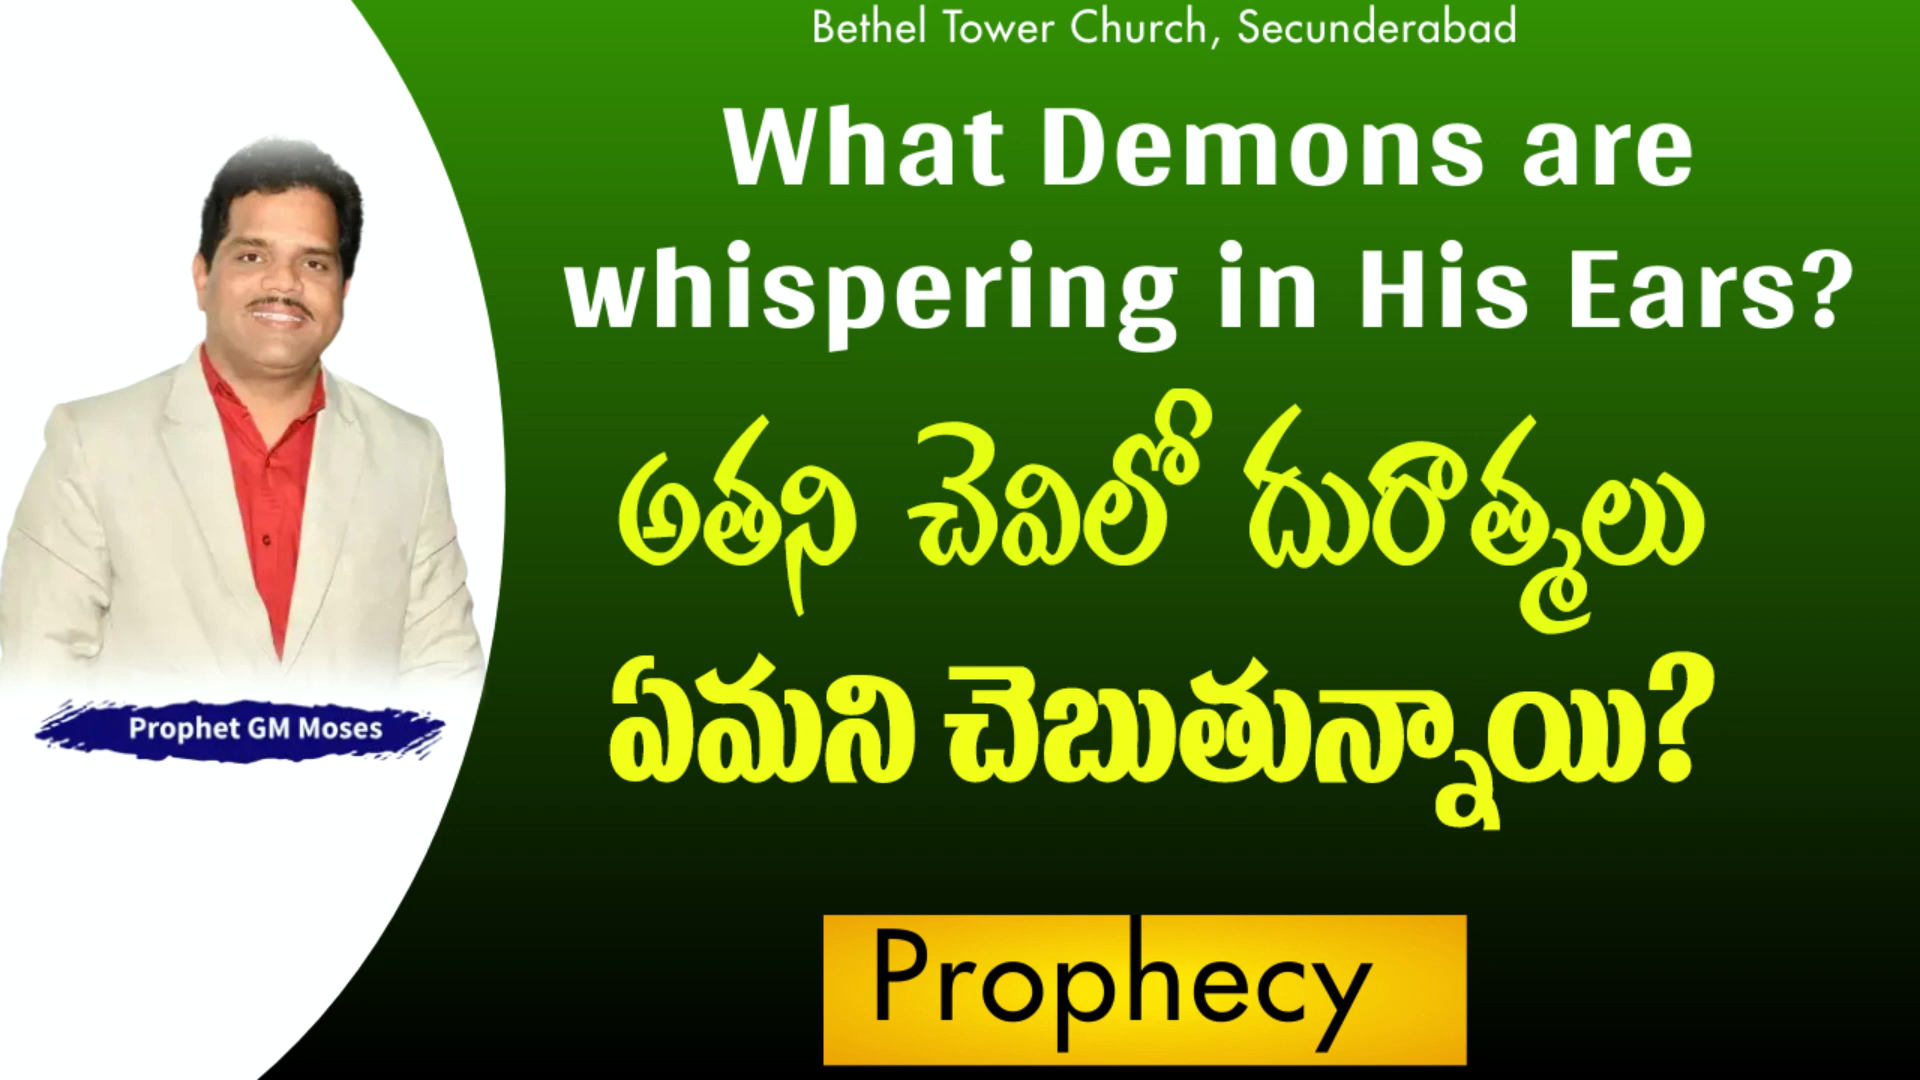 Bethel Tower Church, Secunderabad
What Demons are
whispering in His Ears?
అతని చెవిలో దురాత్మలు
ఏమని చెబుతున్నాయి?
Prophet GM Moses
Prophecy